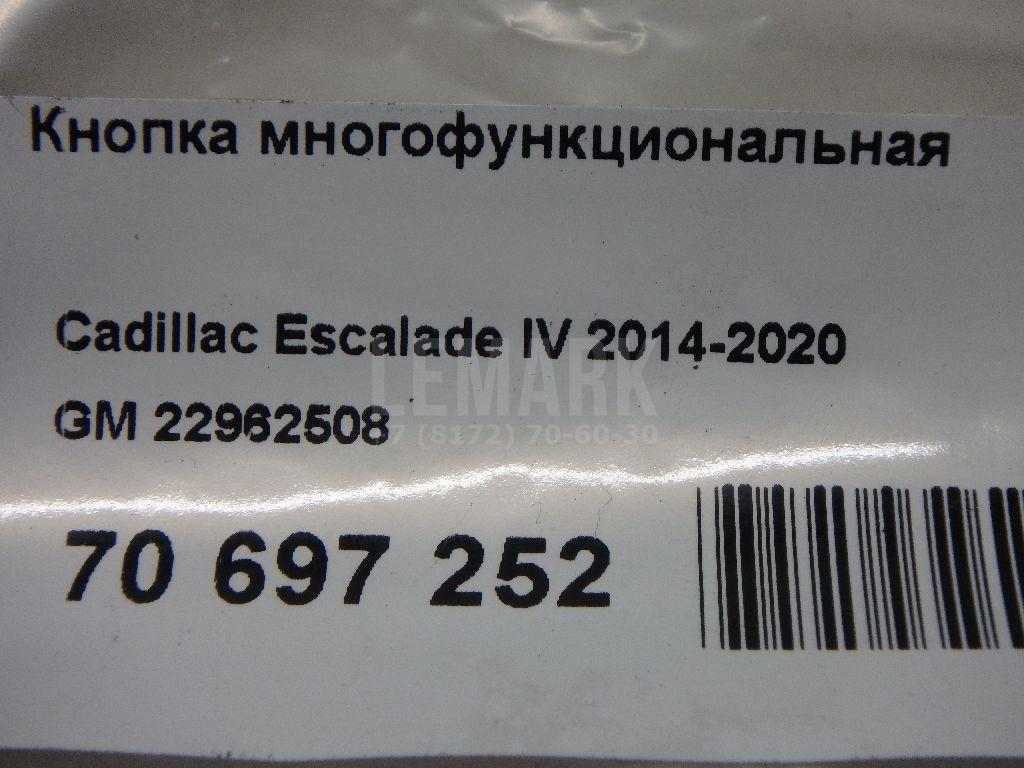 Кнопка многофункциональная
Cadillac Escalade IV 2014-2020
LEMARK
GM 22962508
+7 (8172) 70-60-30
70 697 252